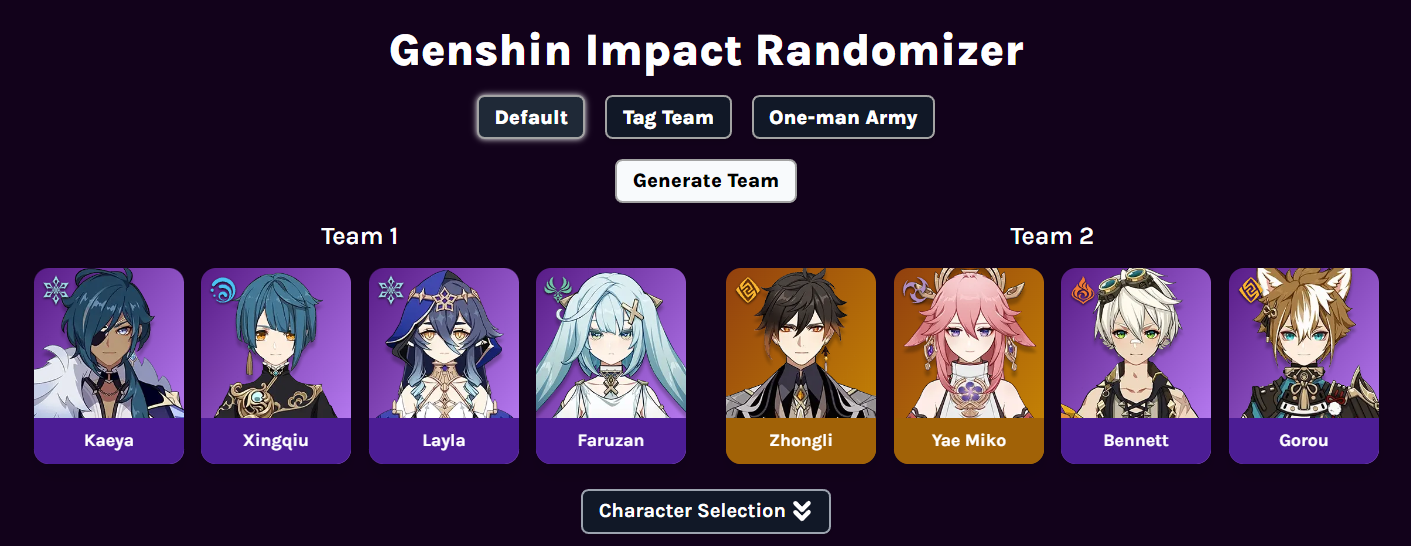 Genshin Impact Randomizer
Default Tag Team One-man Army
Generate Team
Team 1
Kaeya Xingqiu Layla Faruzan
Team 2
Zhongli Yae Miko Bennett Gorou
Character Selection